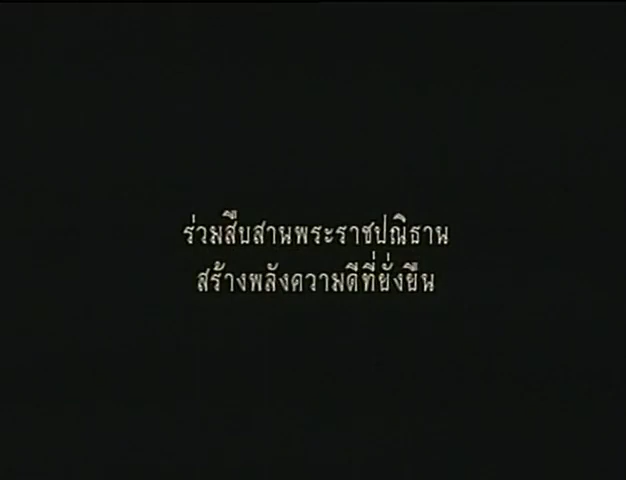 ร่วมสืบสานพระราชปณิธาน
สร้างพลังความดีที่ยั่งยืน